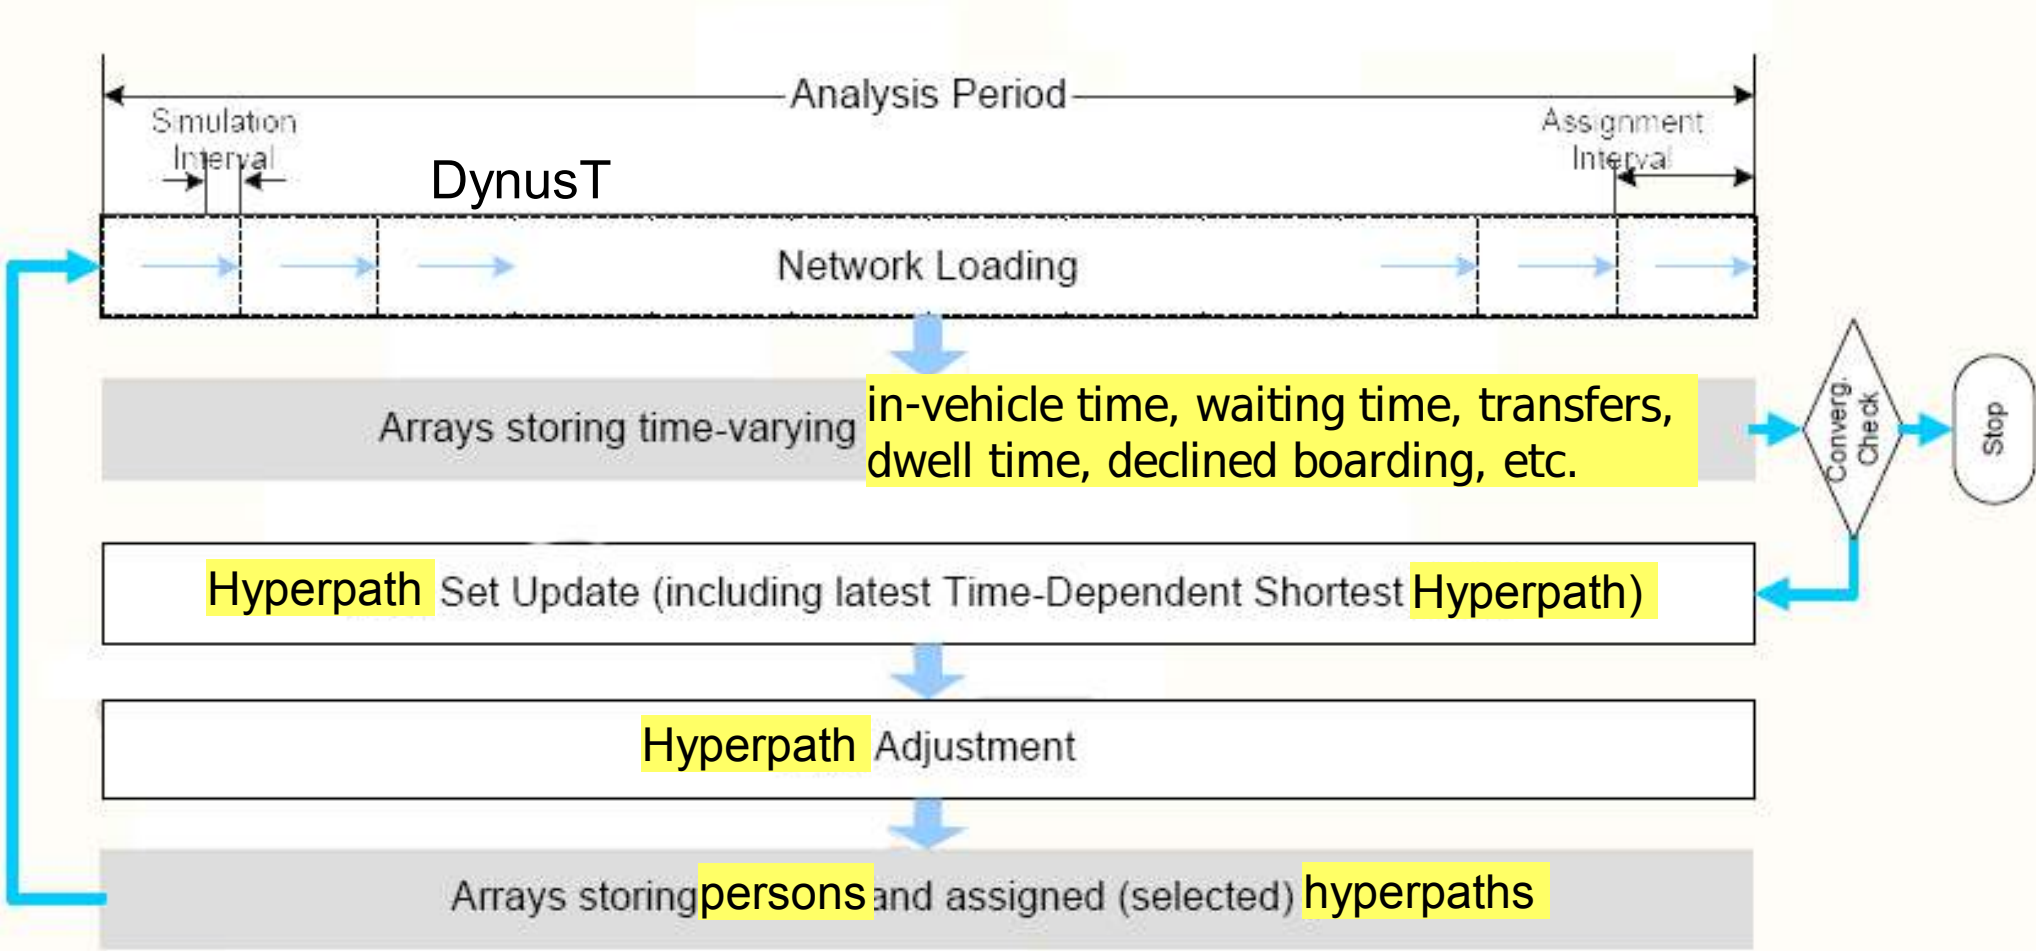 Analysis Period
Simulation
Interval
Assignment
Interval
DynusT
Network Loading
Arrays storing time-varying in-vehicle time, waiting time, transfers,
dwell time, declined boarding, etc.
Converg.
Check
Stop
Hyperpath Set Update (including latest Time-Dependent Shortest Hyperpath)
Hyperpath Adjustment
Arrays storing persons and assigned (selected) hyperpaths